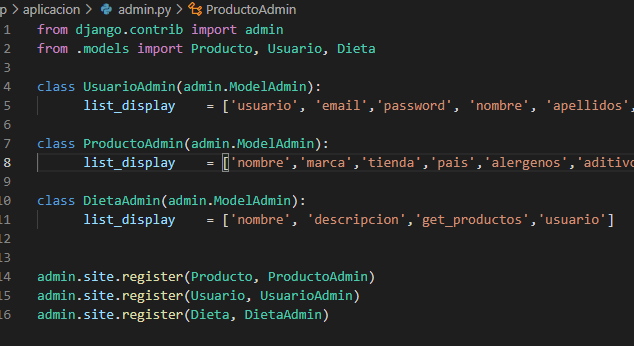 p > aplicacion > admin.py > ProductoAdmin
1 from django.contrib import admin
2 from .models import Producto, Usuario, Dieta
3
4 class UsuarioAdmin(admin.ModelAdmin):
5 list_display = ['usuario', 'email','password', 'nombre', 'apellidos',
6
7 class ProductoAdmin(admin.ModelAdmin):
8 list_display = ['nombre','marca','tienda','pais','alergenos','aditivo
9
10 class DietaAdmin(admin.ModelAdmin):
11 list_display = ['nombre', 'descripcion','get_productos','usuario']
12
13
14 admin.site.register(Producto, ProductoAdmin)
15 admin.site.register(Usuario, UsuarioAdmin)
16 admin.site.register(Dieta, DietaAdmin)